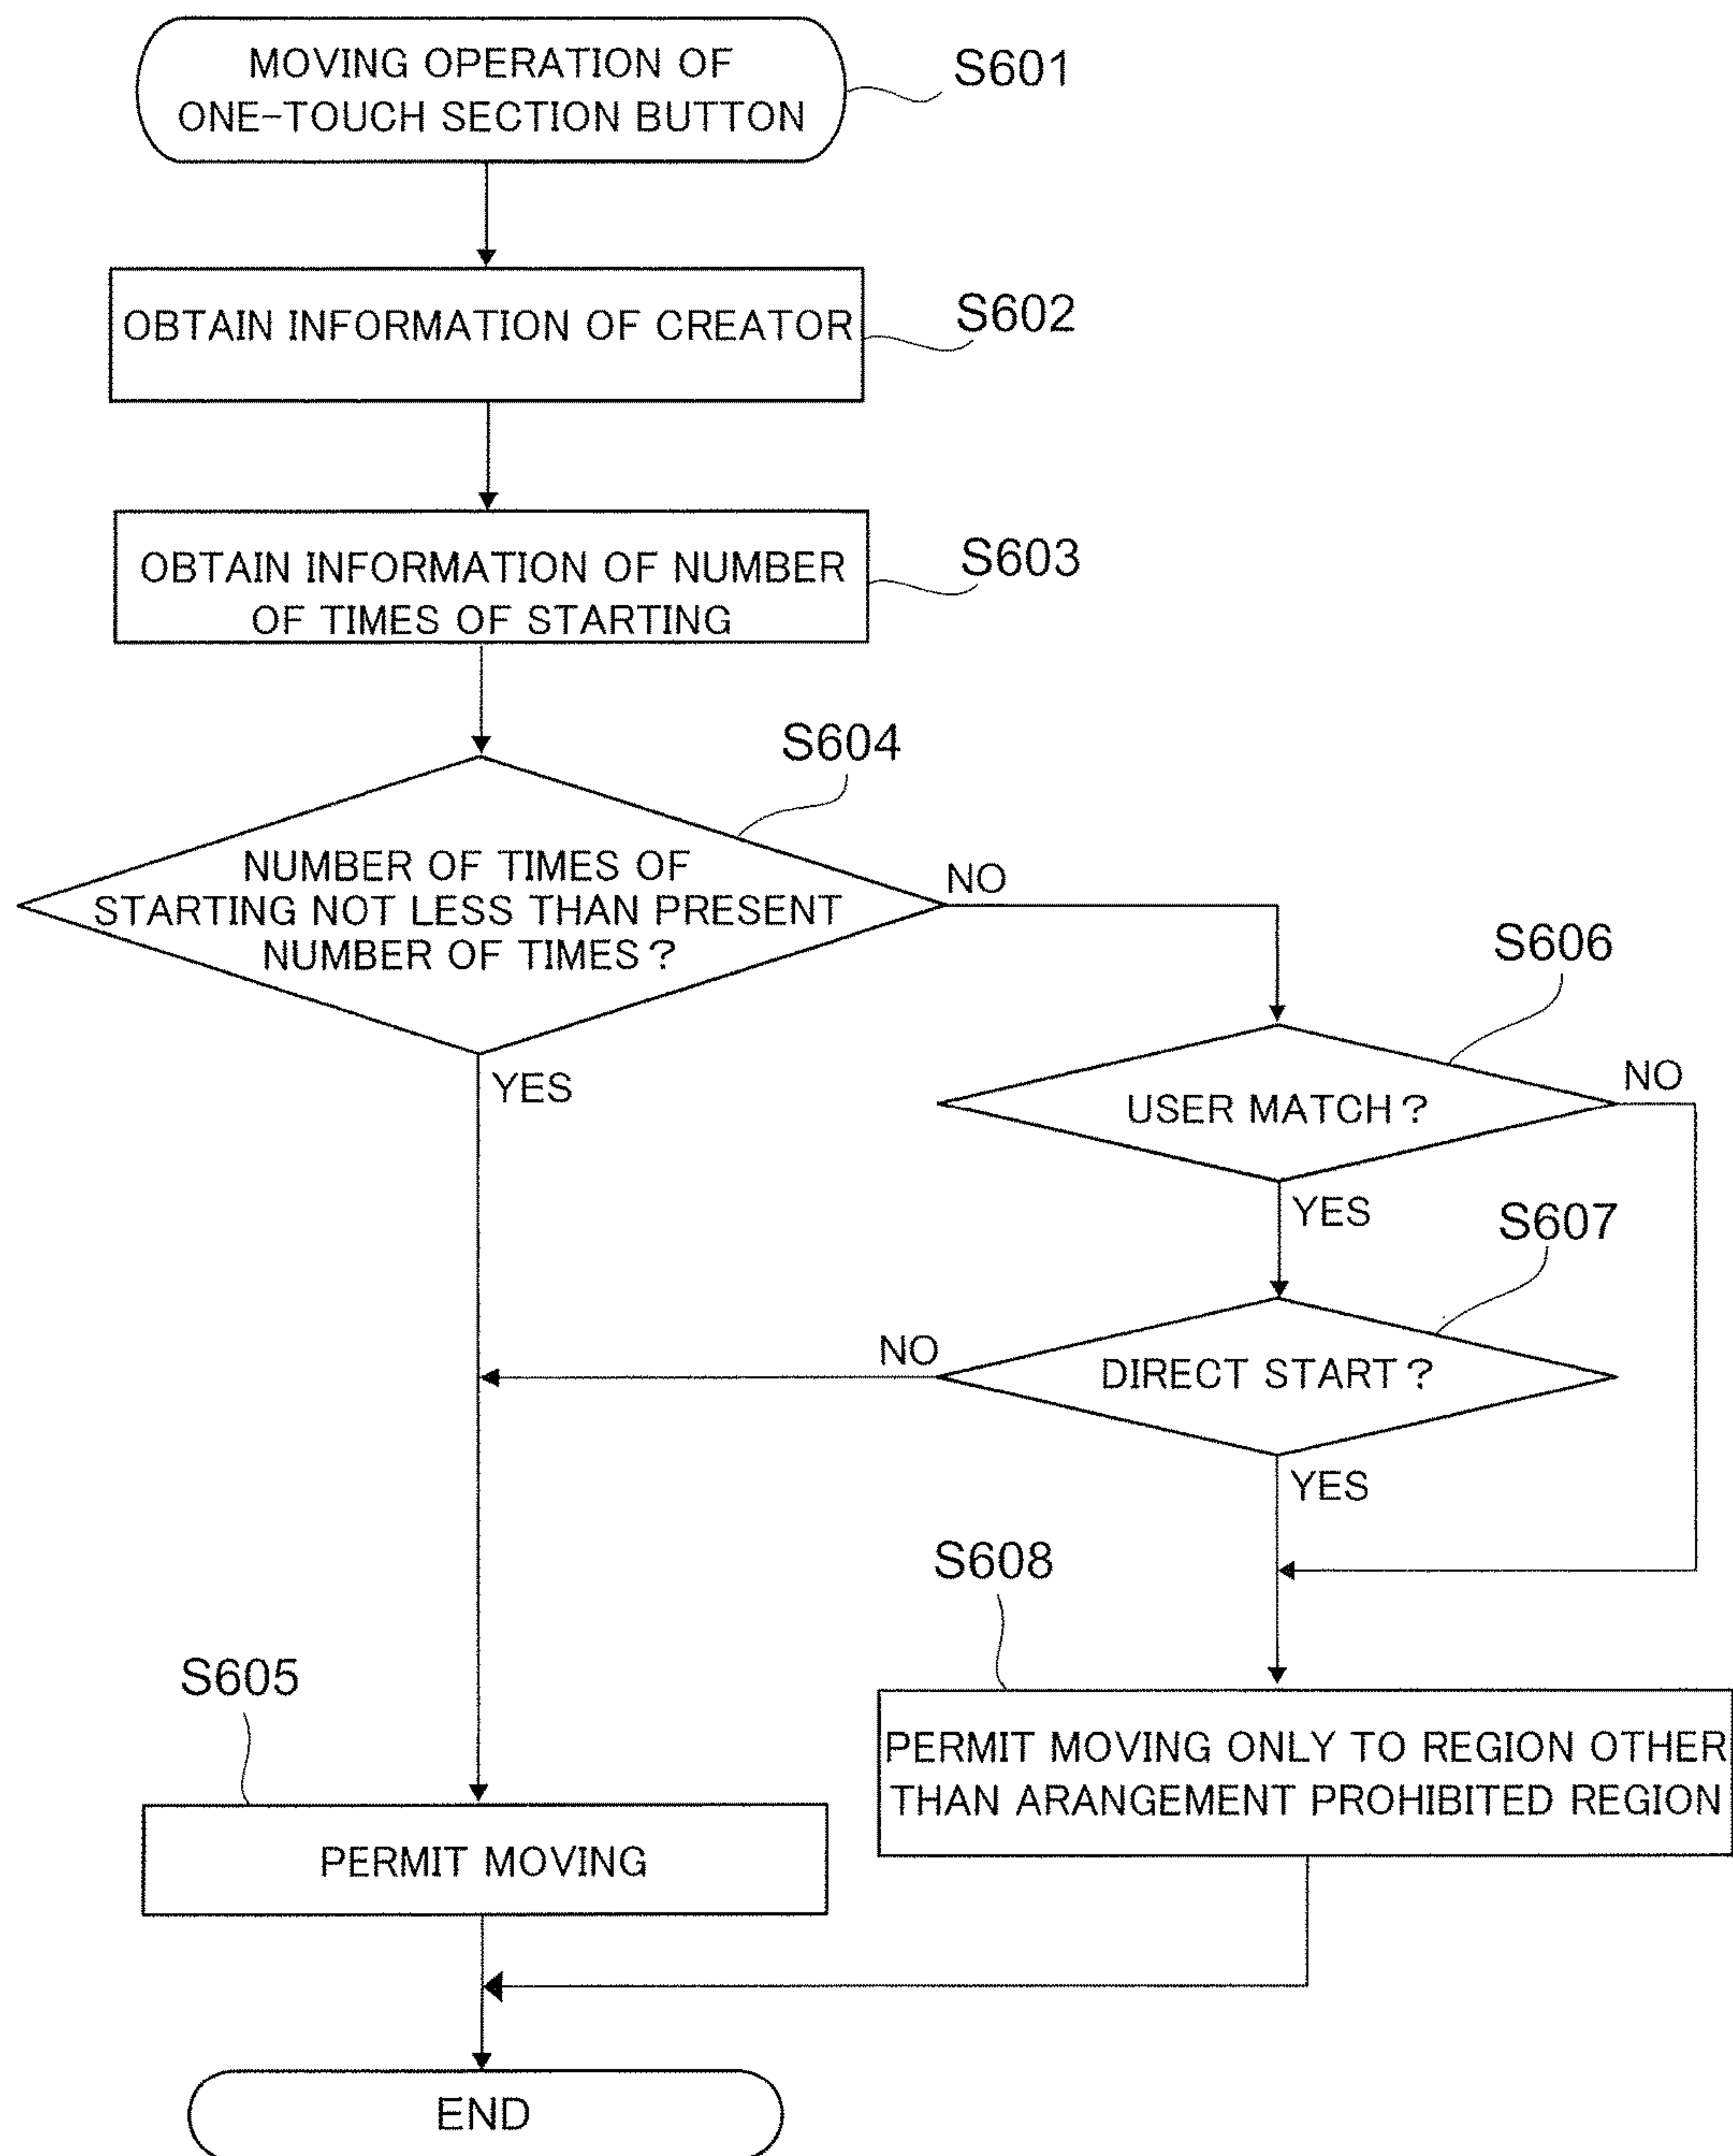 MOVING OPERATION OF
ONE-TOUCH SECTION BUTTON
S601
OBTAIN INFORMATION OF CREATOR
S602
OBTAIN INFORMATION OF NUMBER
OF TIMES OF STARTING
S603
S604
NUMBER OF TIMES OF
STARTING NOT LESS THAN PRESENT
NUMBER OF TIMES?
NO
YES
S606
USER MATCH?
NO
YES
S607
DIRECT START?
NO
YES
S608
PERMIT MOVING ONLY TO REGION OTHER
THAN ARANGEMENT PROHIBITED REGION
S605
PERMIT MOVING
END